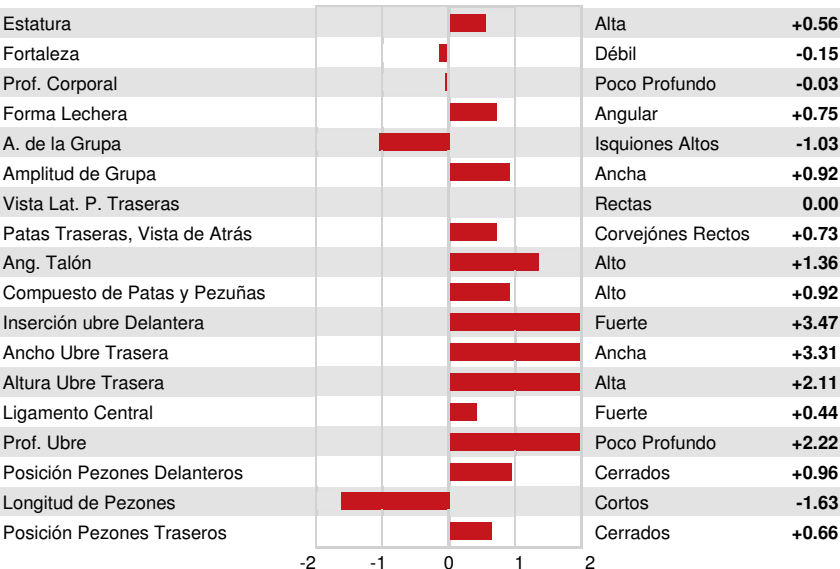 Estatura Alta +0.56
Fortaleza Débil -0.15
Prof. Corporal Poco Profundo -0.03
Forma Lechera Angular +0.75
A. de la Grupa Isquiones Altos -1.03
Amplitud de Grupa Ancha +0.92
Vista Lat. P. Traseras Rectas 0.00
Patas Traseras, Vista de Atrás Corvejónes Rectos +0.73
Ang. Talón Alto +1.36
Compuesto de Patas y Pezuñas Alto +0.92
Inserción ubre Delantera Fuerte +3.47
Ancho Ubre Trasera Ancha +3.31
Altura Ubre Trasera Alta +2.11
Ligamento Central Fuerte +0.44
Prof. Ubre Poco Profundo +2.22
Posición Pezones Delanteros Cerrados +0.96
Longitud de Pezones Cortos -1.63
Posición Pezones Traseros Cerrados +0.66
-2 -1 0 1 2